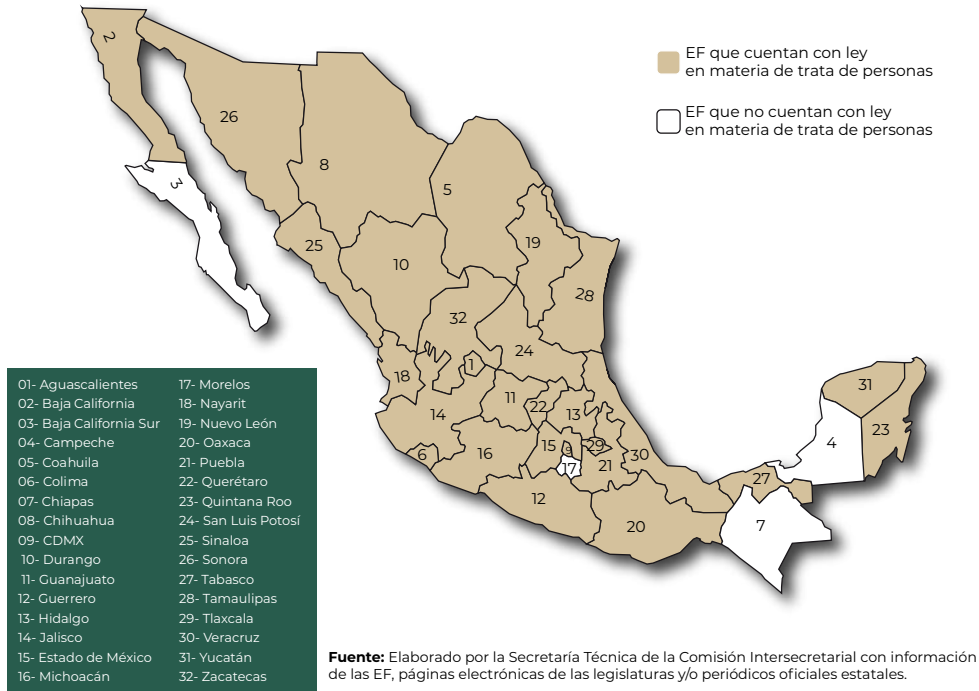 EF que cuentan con ley
en materia de trata de personas
EF que no cuentan con ley
en materia de trata de personas
2
26
8
3
5
25
19
10
28
32
24
1
18
31
11
22
14
13
23
4
6
16
15
9
29
30
17
21
27
12
20
7
01- Aguascalientes
02- Baja California
03- Baja California Sur
04- Campeche
05- Coahuila
06- Colima
07- Chiapas
08- Chihuahua
09- CDMX
10- Durango
11- Guanajuato
12- Guerrero
13- Hidalgo
14- Jalisco
15- Estado de México
16- Michoacán
17- Morelos
18- Nayarit
19- Nuevo León
20- Oaxaca
21- Puebla
22- Querétaro
23- Quintana Roo
24- San Luis Potosí
25- Sinaloa
26- Sonora
27- Tabasco
28- Tamaulipas
29- Tlaxcala
30- Veracruz
31- Yucatán
32- Zacatecas
Fuente: Elaborado por la Secretaría Técnica de la Comisión Intersecretarial con información
de las EF, páginas electrónicas de las legislaturas y/o periódicos oficiales estatales.